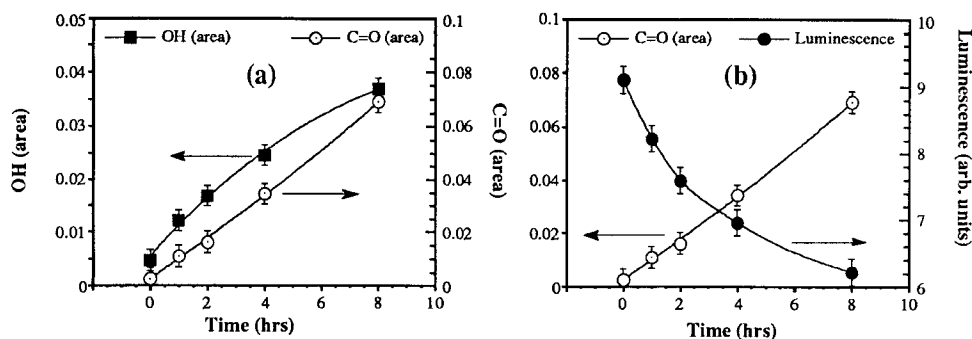 OH (area)
C=O (area)
(a)
0.05
0.04
0.03
0.02
0.01
0
OH (area)
0.1
0.08
0.06
0.04
0.02
0
C=O (area)
0 2 4 6 8 10
Time (hrs)
C=O (area)
Luminescence
(b)
0.1
0.08
0.06
0.04
0.02
0
10
9
8
7
6
Luminescence (arb. units)
0 2 4 6 8 10
Time (hrs)